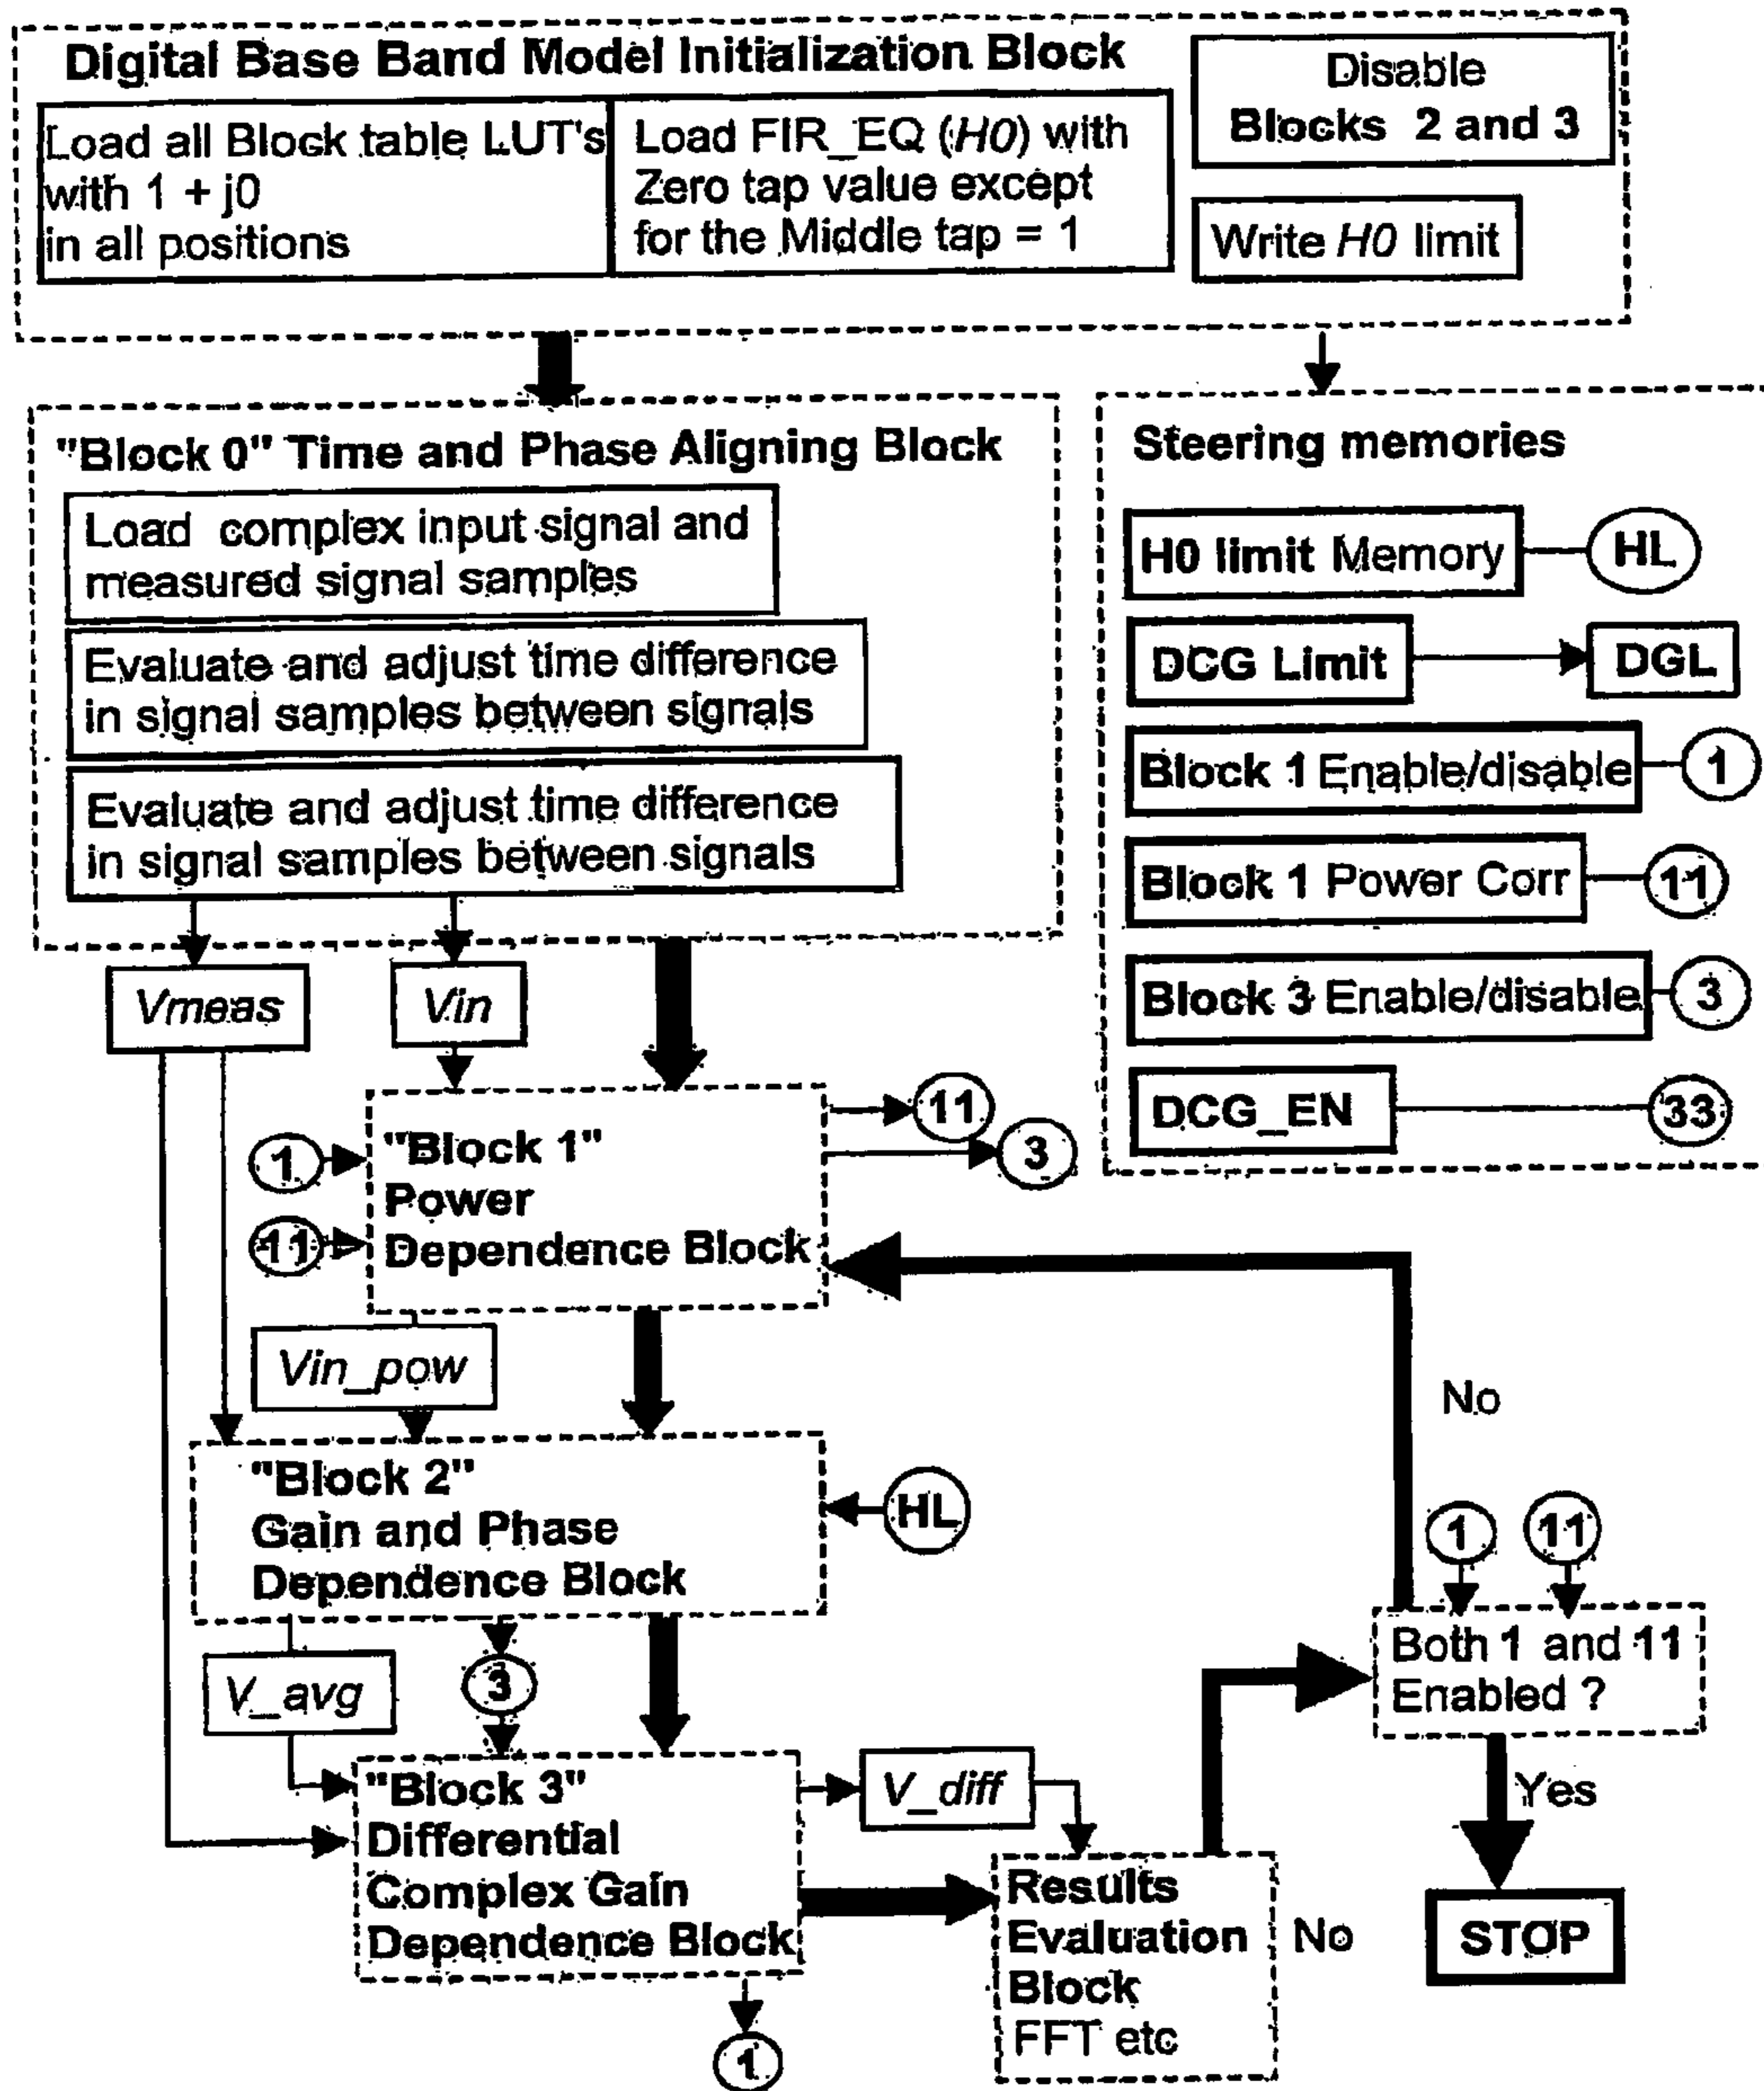 Digital Base Band Model Initialization Block
Load all Block table LUT's
with 1 + j0
in all positions
Load FIR_EQ (H0) with
Zero tap value except
for the Middle tap = 1
Disable
Blocks 2 and 3
Write H0 limit
"Block 0" Time and Phase Aligning Block
Load complex input signal and
measured signal samples
Evaluate and adjust time difference
in signal samples between signals
Evaluate and adjust time difference
in signal samples between signals
Steering memories
H0 limit Memory
HL
DCG Limit
DGL
Block 1 Enable/disable
1
Block 1 Power Corr
11
Block 3 Enable/disable
3
DCG_EN
33
Vmeas
Vin
1
11
"Block 1"
Power
Dependence Block
11
3
Vin_pow
No
"Block 2"
Gain and Phase
Dependence Block
HL
1
11
Both 1 and 11
Enabled ?
V_avg
3
Yes
"Block 3"
Differential
Complex Gain
Dependence Block
V_diff
Results
Evaluation
Block
FFT etc
No
STOP
1